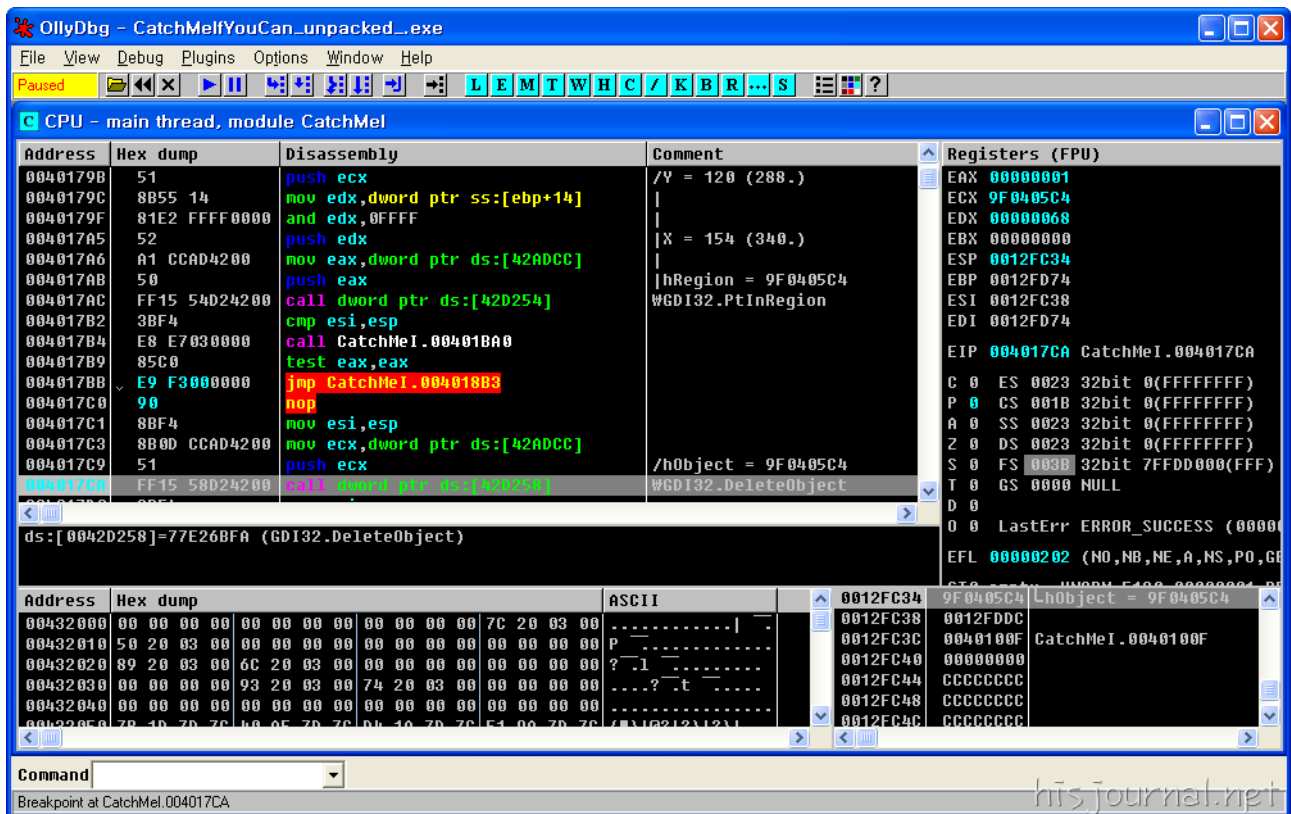 OllyDbg - CatchMeIfYouCan_unpacked_.exe
File View Debug Plugins Options Window Help
Paused L E M T W H C / K B R ... S ?
C CPU - main thread, module CatchMeI
Address Hex dump Disassembly Comment
0040179B 51 push ecx /Y = 120 (288.)
0040179C 8B55 14 mov edx,dword ptr ss:[ebp+14] |
0040179F 81E2 FFFF0000 and edx,0FFFF |
004017A5 52 push edx |X = 154 (340.)
004017A6 A1 CCAD4200 mov eax,dword ptr ds:[42ADCC] |
004017AB 50 push eax |hRegion = 9F0405C4
004017AC FF15 54D24200 call dword ptr ds:[42D254] ₩GDI32.PtInRegion
004017B2 3BF4 cmp esi,esp
004017B4 E8 E7030000 call CatchMeI.00401BA0
004017B9 85C0 test eax,eax
004017BB E9 F3000000 jmp CatchMeI.004018B3
004017C0 90 nop
004017C1 8BF4 mov esi,esp
004017C3 8B0D CCAD4200 mov ecx,dword ptr ds:[42ADCC]
004017C9 51 push ecx /hObject = 9F0405C4
004017CA FF15 58D24200 call dword ptr ds:[42D258] ₩GDI32.DeleteObject
ds:[0042D258]=77E26BFA (GDI32.DeleteObject)
Registers (FPU)
EAX 00000001
ECX 9F0405C4
EDX 00000068
EBX 00000000
ESP 0012FC34
EBP 0012FD74
ESI 0012FC38
EDI 0012FD74
EIP 004017CA CatchMeI.004017CA
C 0 ES 0023 32bit 0(FFFFFFFF)
P 0 CS 001B 32bit 0(FFFFFFFF)
A 0 SS 0023 32bit 0(FFFFFFFF)
Z 0 DS 0023 32bit 0(FFFFFFFF)
S 0 FS 003B 32bit 7FFDD000(FFF)
T 0 GS 0000 NULL
D 0
O 0 LastErr ERROR_SUCCESS (00000
EFL 00000202 (NO,NB,NE,A,NS,PO,GE
Address Hex dump ASCII
00432000 00 00 00 00 00 00 00 00 00 00 00 00 7C 20 03 00 ............| .
00432010 50 20 03 00 00 00 00 00 00 00 00 00 00 00 00 00 P ..............
00432020 89 20 03 00 6C 20 03 00 00 00 00 00 00 00 00 00 ? .l .........
00432030 00 00 00 00 93 20 03 00 74 20 03 00 00 00 00 00 ....? .t .....
00432040 00 00 00 00 00 00 00 00 00 00 00 00 00 00 00 00 ................
0012FC34 9F0405C4 hObject = 9F0405C4
0012FC38 0012FDDC
0012FC3C 0040100F CatchMeI.0040100F
0012FC40 00000000
0012FC44 CCCCCCCC
0012FC48 CCCCCCCC
0012FC4C CCCCCCCC
Command
Breakpoint at CatchMeI.004017CA
hisjournal.net